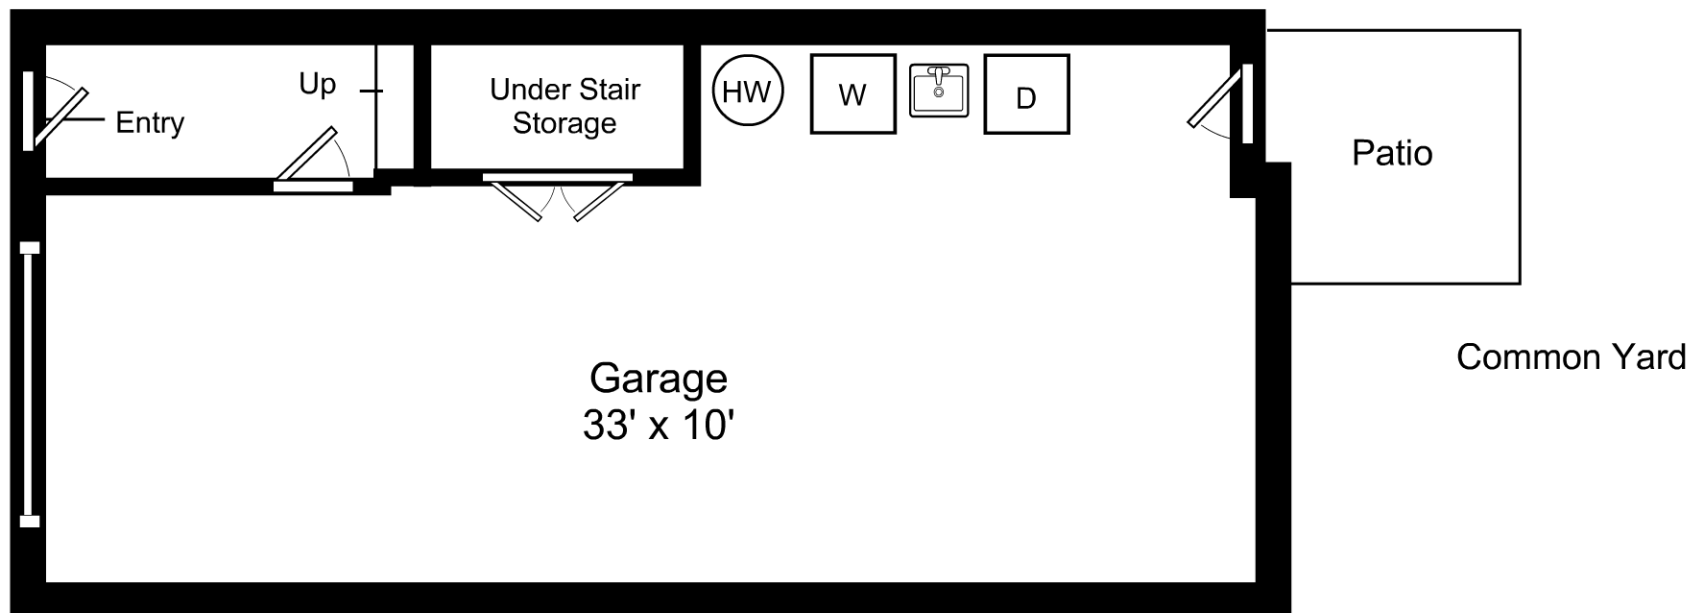 Up
Entry
Under Stair
Storage
HW
W
D
Patio
Common Yard
Garage
33' x 10'